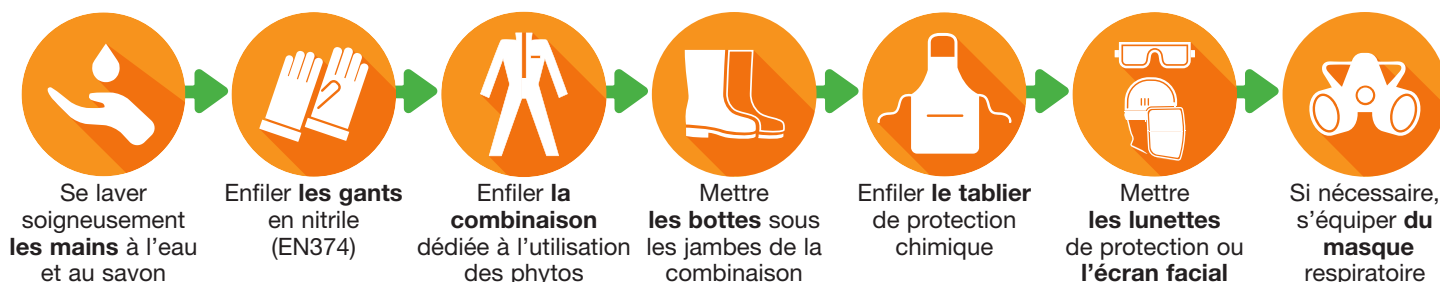 Se laver
soigneusement
les mains à l'eau
et au savon
Enfiler les gants
en nitrile
(EN374)
Enfiler la
combinaison
dédiée à l'utilisation
des phytos
Mettre
les bottes sous
les jambes de la
combinaison
Enfiler le tablier
de protection
chimique
Mettre
les lunettes
de protection ou
l'écran facial
Si nécessaire,
s'équiper du
masque
respiratoire